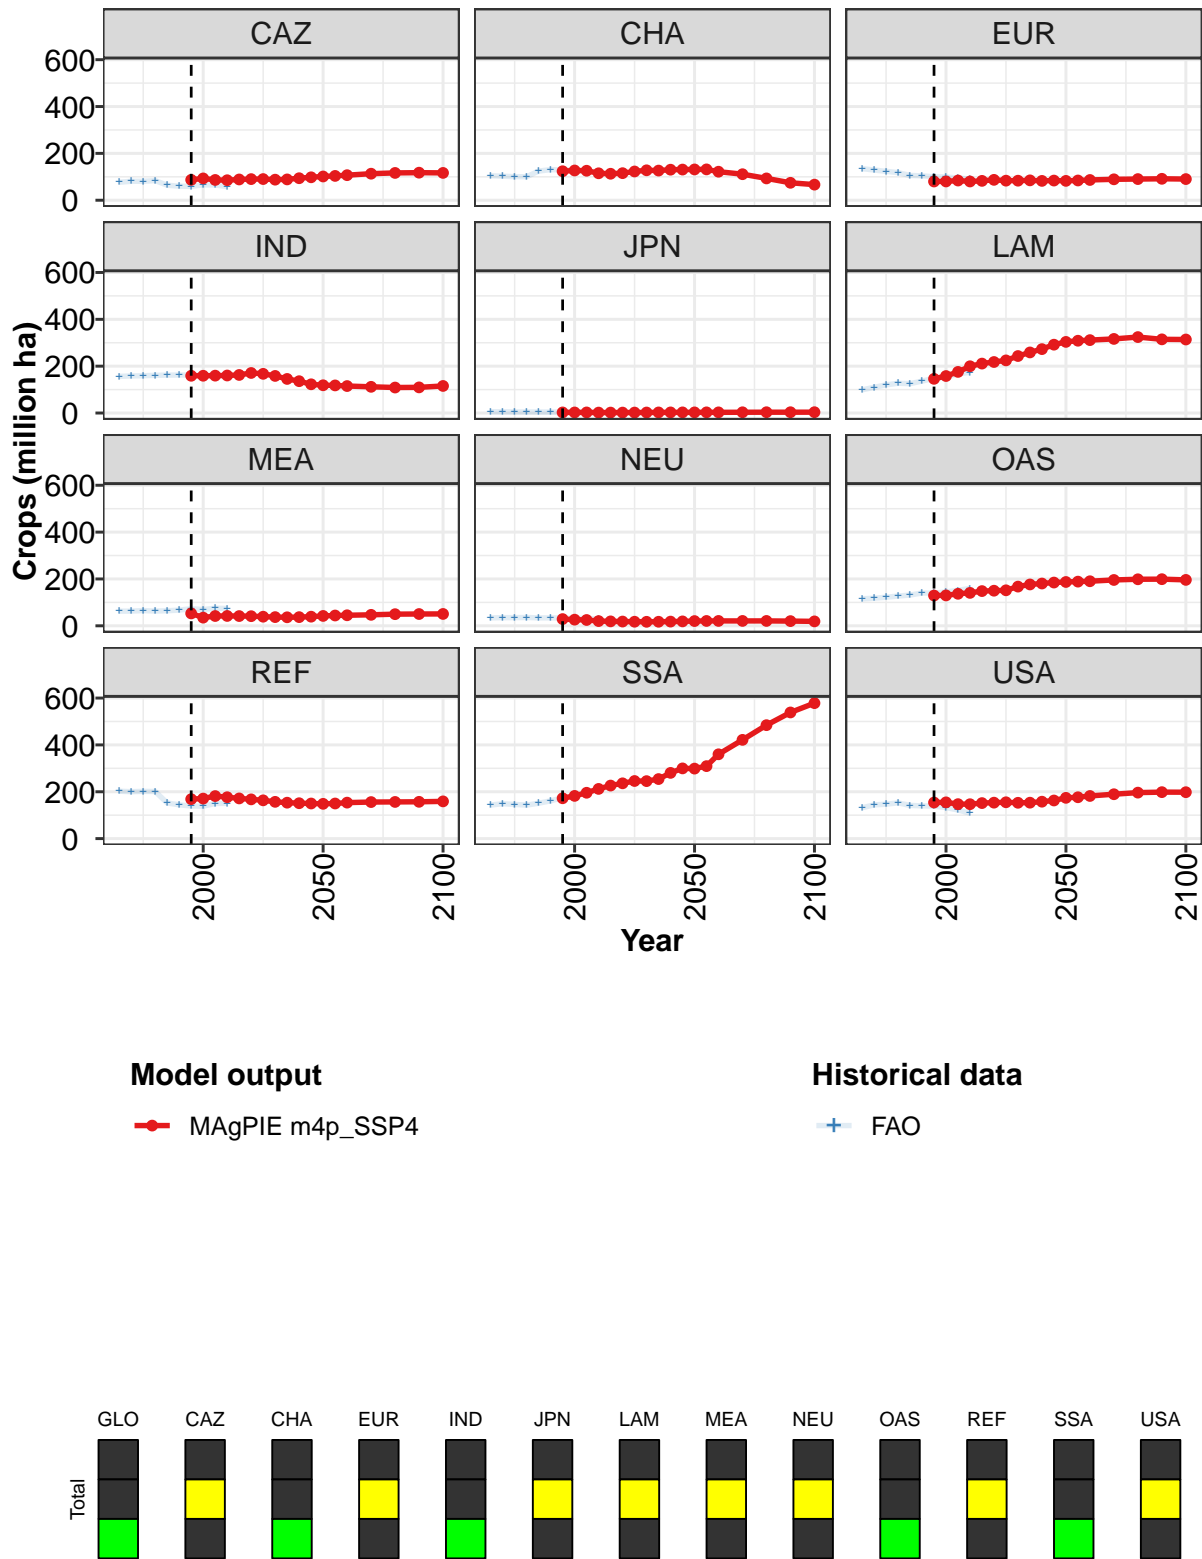 CAZ CHA EUR
600
400
200
0
IND JPN LAM
600
400
200
0
MEA NEU OAS
600
400
200
0
REF SSA USA
600
400
200
0
Crops (million ha)
2000 2050 2100 2000 2050 2100 2000 2050 2100
Year
Model output Historical data
MAgPIE m4p_SSP4 FAO
GLO CAZ CHA EUR IND JPN LAM MEA NEU OAS REF SSA USA
Total